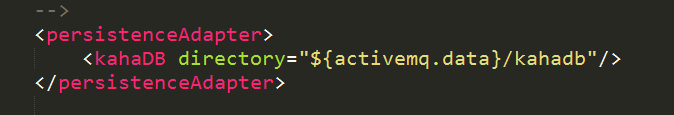 -->
<persistenceAdapter>
<kahaDB directory="${activemq.data}/kahadb"/>
</persistenceAdapter>